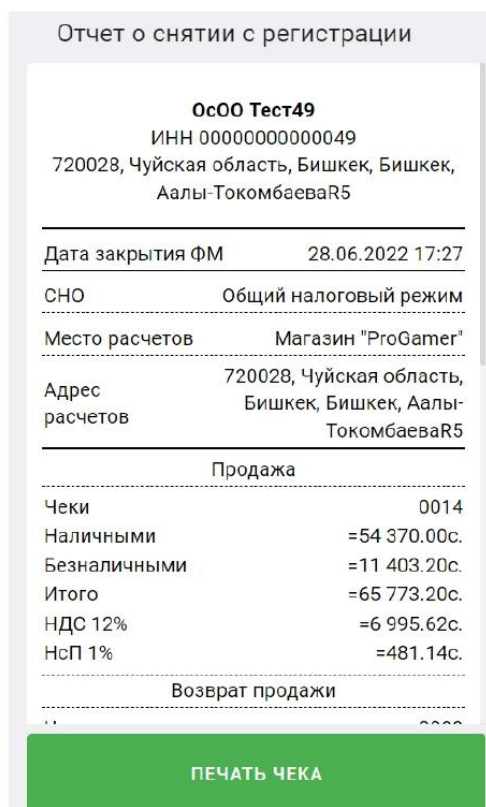 Отчет о снятии с регистрации
ОсОО Тест49
ИНН 00000000000049
720028, Чуйская область, Бишкек, Бишкек,
Аалы-ТокомбаеваR5
Дата закрытия ФМ 28.06.2022 17:27
СНО Общий налоговый режим
Место расчетов Магазин "ProGamer"
Адрес расчетов 720028, Чуйская область,
Бишкек, Бишкек, Аалы-
ТокомбаеваR5
Продажа
Чеки 0014
Наличными =54 370.00с.
Безналичными =11 403.20с.
Итого =65 773.20с.
НДС 12% =6 995.62с.
НсП 1% =481.14с.
Возврат продажи
ПЕЧАТЬ ЧЕКА